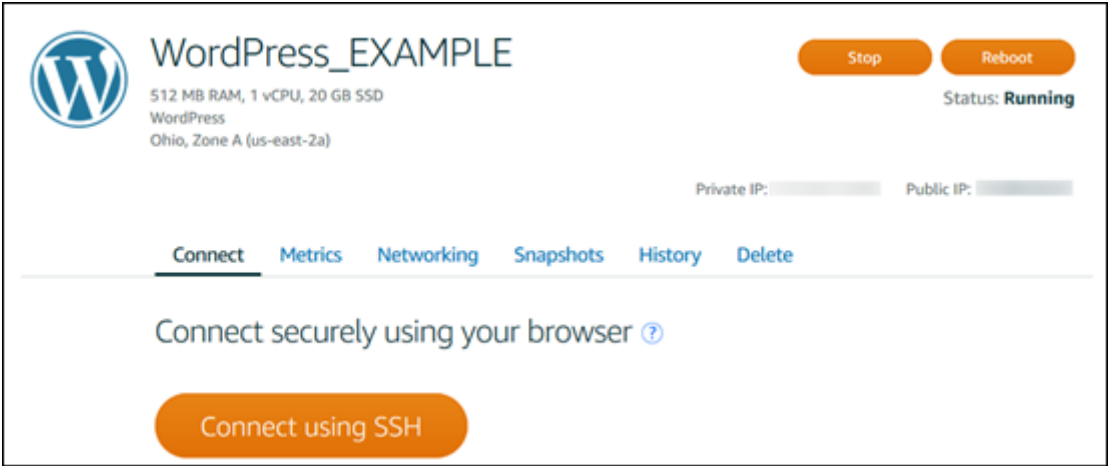 WordPress_EXAMPLE
Stop
Reboot
512 MB RAM, 1 vCPU, 20 GB SSD
Status: Running
WordPress
Ohio, Zone A (us-east-2a)
Private IP:
Public IP:
Connect Metrics Networking Snapshots History Delete
Connect securely using your browser ?
Connect using SSH